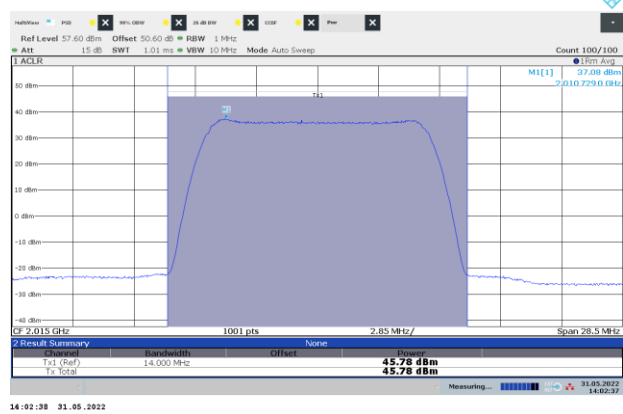 MultiView PSD X 99% OBW X 26 dB BW X CCDF X Pwr X
Ref Level 57.60 dBm Offset 50.60 dB RBW 1 MHz
Att 15 dB SWT 1.01 ms VBW 10 MHz Mode Auto Sweep Count 100/100
1 ACLR 1Rm Avg
M1[1] 37.08 dBm
2.0107290 GHz
Tx1
50 dBm
M1
40 dBm
30 dBm
20 dBm
10 dBm
0 dBm
-10 dBm
-20 dBm
-30 dBm
-40 dBm
CF 2.015 GHz 1001 pts 2.85 MHz/ Span 28.5 MHz
2 Result Summary None
Channel Bandwidth Offset Power
Tx1 (Ref) 14.000 MHz 45.78 dBm
Tx Total 45.78 dBm
Measuring... 31.05.2022
14:02:37
14:02:38 31.05.2022